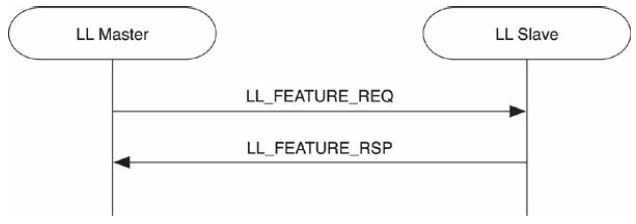 LL Master
LL Slave
LL_FEATURE_REQ
LL_FEATURE_RSP